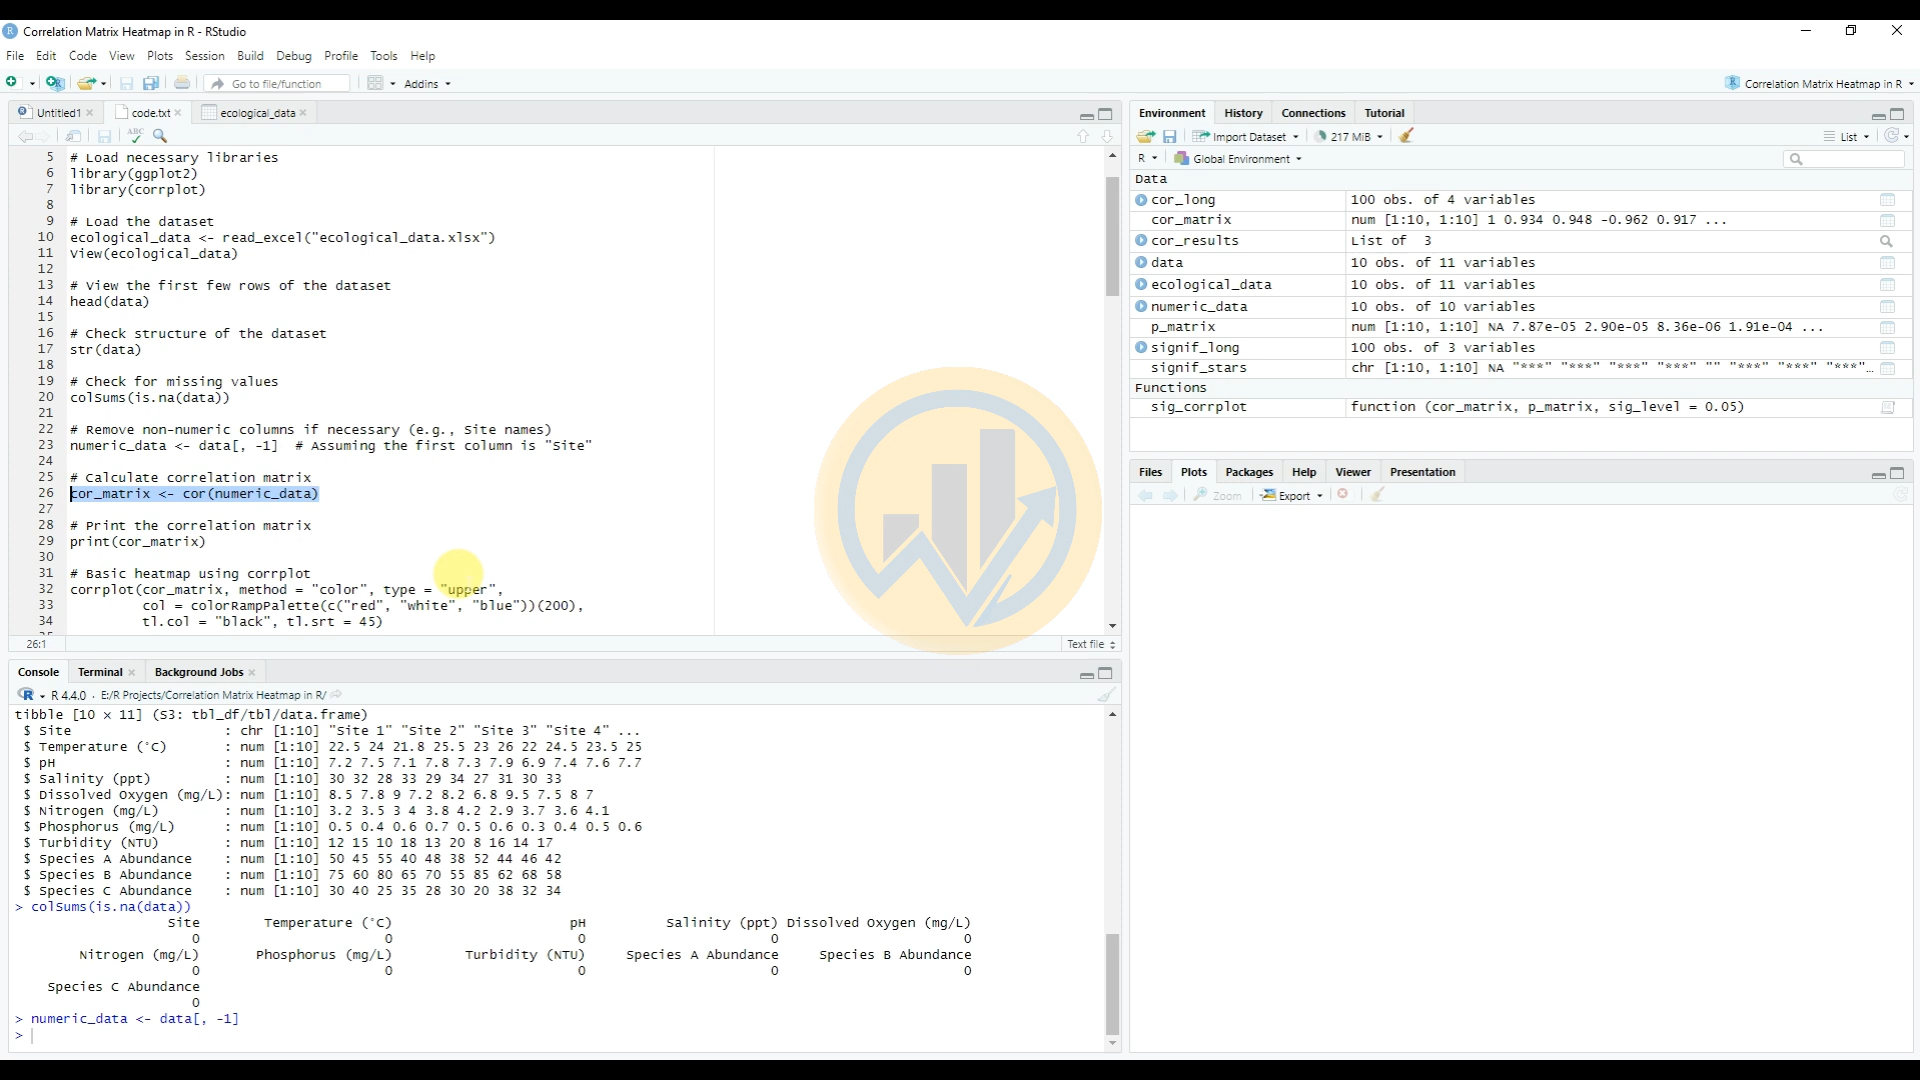 Correlation Matrix Heatmap in R - RStudio
File Edit Code View Plots Session Build Debug Profile Tools Help
Go to file/function Addins Correlation Matrix Heatmap in R
Untitled1 code.txt ecological_data
5 # Load necessary libraries
6 library(ggplot2)
7 library(corrplot)
8
9 # Load the dataset
10 ecological_data <- read_excel("ecological_data.xlsx")
11 View(ecological_data)
12
13 # View the first few rows of the dataset
14 head(data)
15
16 # Check structure of the dataset
17 str(data)
18
19 # Check for missing values
20 colSums(is.na(data))
21
22 # Remove non-numeric columns if necessary (e.g., Site names)
23 numeric_data <- data[, -1]  # Assuming the first column is "Site"
24
25 # Calculate correlation matrix
26 cor_matrix <- cor(numeric_data)
27
28 # Print the correlation matrix
29 print(cor_matrix)
30
31 # Basic heatmap using corrplot
32 corrplot(cor_matrix, method = "color", type = "upper",
33          col = colorRampPalette(c("red", "white", "blue"))(200),
34          tl.col = "black", tl.srt = 45)
26:1 Text file
Console Terminal Background Jobs
R R 4.4.0 · E:/R Projects/Correlation Matrix Heatmap in R/
tibble [10 x 11] (S3: tbl_df/tbl/data.frame)
$ Site : chr [1:10] "Site 1" "Site 2" "Site 3" "Site 4" ...
$ Temperature (°C) : num [1:10] 22.5 24 21.8 25.5 23 26 22 24.5 23.5 25
$ pH : num [1:10] 7.2 7.5 7.1 7.8 7.3 7.9 6.9 7.4 7.6 7.7
$ Salinity (ppt) : num [1:10] 30 32 28 33 29 34 27 31 30 33
$ Dissolved Oxygen (mg/L): num [1:10] 8.5 7.8 9 7.2 8.2 6.8 9.5 7.5 8 7
$ Nitrogen (mg/L) : num [1:10] 3.2 3.5 3 4 3.8 4.2 2.9 3.7 3.6 4.1
$ Phosphorus (mg/L) : num [1:10] 0.5 0.4 0.6 0.7 0.5 0.6 0.3 0.4 0.5 0.6
$ Turbidity (NTU) : num [1:10] 12 15 10 18 13 20 8 16 14 17
$ Species A Abundance : num [1:10] 50 45 55 40 48 38 52 44 46 42
$ Species B Abundance : num [1:10] 75 60 80 65 70 55 85 62 68 58
$ Species C Abundance : num [1:10] 30 40 25 35 28 30 20 38 32 34
> colSums(is.na(data))
Site Temperature (°C) pH Salinity (ppt) Dissolved Oxygen (mg/L)
0 0 0 0 0
Nitrogen (mg/L) Phosphorus (mg/L) Turbidity (NTU) Species A Abundance Species B Abundance
0 0 0 0 0
Species C Abundance
0
> numeric_data <- data[, -1]
>
Environment History Connections Tutorial
Import Dataset 217 MiB List
R Global Environment
Data
cor_long 100 obs. of 4 variables
cor_matrix num [1:10, 1:10] 1 0.934 0.948 -0.962 0.917 ...
cor_results List of 3
data 10 obs. of 11 variables
ecological_data 10 obs. of 11 variables
numeric_data 10 obs. of 10 variables
p_matrix num [1:10, 1:10] NA 7.87e-05 2.90e-05 8.36e-06 1.91e-04 ...
signif_long 100 obs. of 3 variables
signif_stars chr [1:10, 1:10] NA "***" "***" "***" "***" "" "***" "***" "***"...
Functions
sig_corrplot function (cor_matrix, p_matrix, sig_level = 0.05)
Files Plots Packages Help Viewer Presentation
Zoom Export